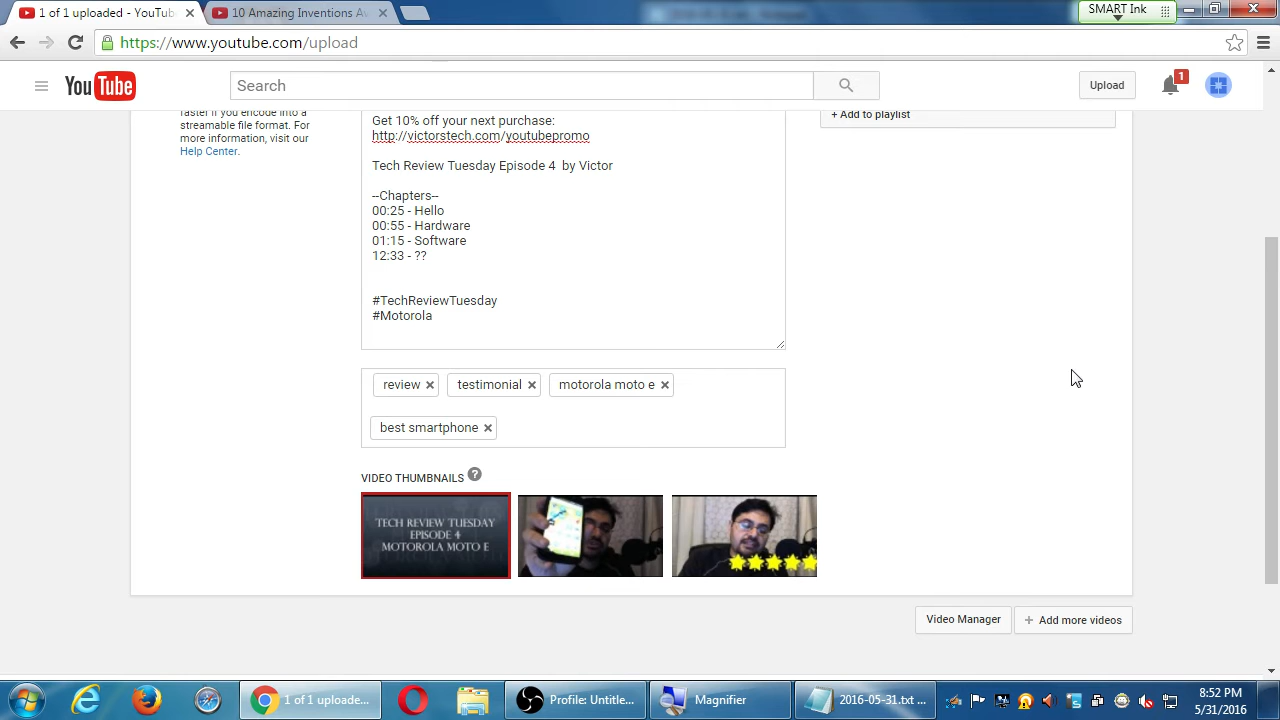 1 of 1 uploaded - YouTub
10 Amazing Inventions Av
SMART Ink
https://www.youtube.com/upload
YouTube
Search
Upload
1
faster if you encode into a
streamable file format. For
more information, visit our
Help Center.
Get 10% off your next purchase:
http://victorstech.com/youtubepromo
Tech Review Tuesday Episode 4 by Victor
--Chapters--
00:25 - Hello
00:55 - Hardware
01:15 - Software
12:33 - ??
#TechReviewTuesday
#Motorola
+ Add to playlist
review
testimonial
motorola moto e
best smartphone
VIDEO THUMBNAILS ?
TECH REVIEW TUESDAY
EPISODE 4
MOTOROLA MOTO E
Video Manager
+ Add more videos
1 of 1 uploade...
Profile: Untitle...
Magnifier
2016-05-31.txt ...
8:52 PM
5/31/2016